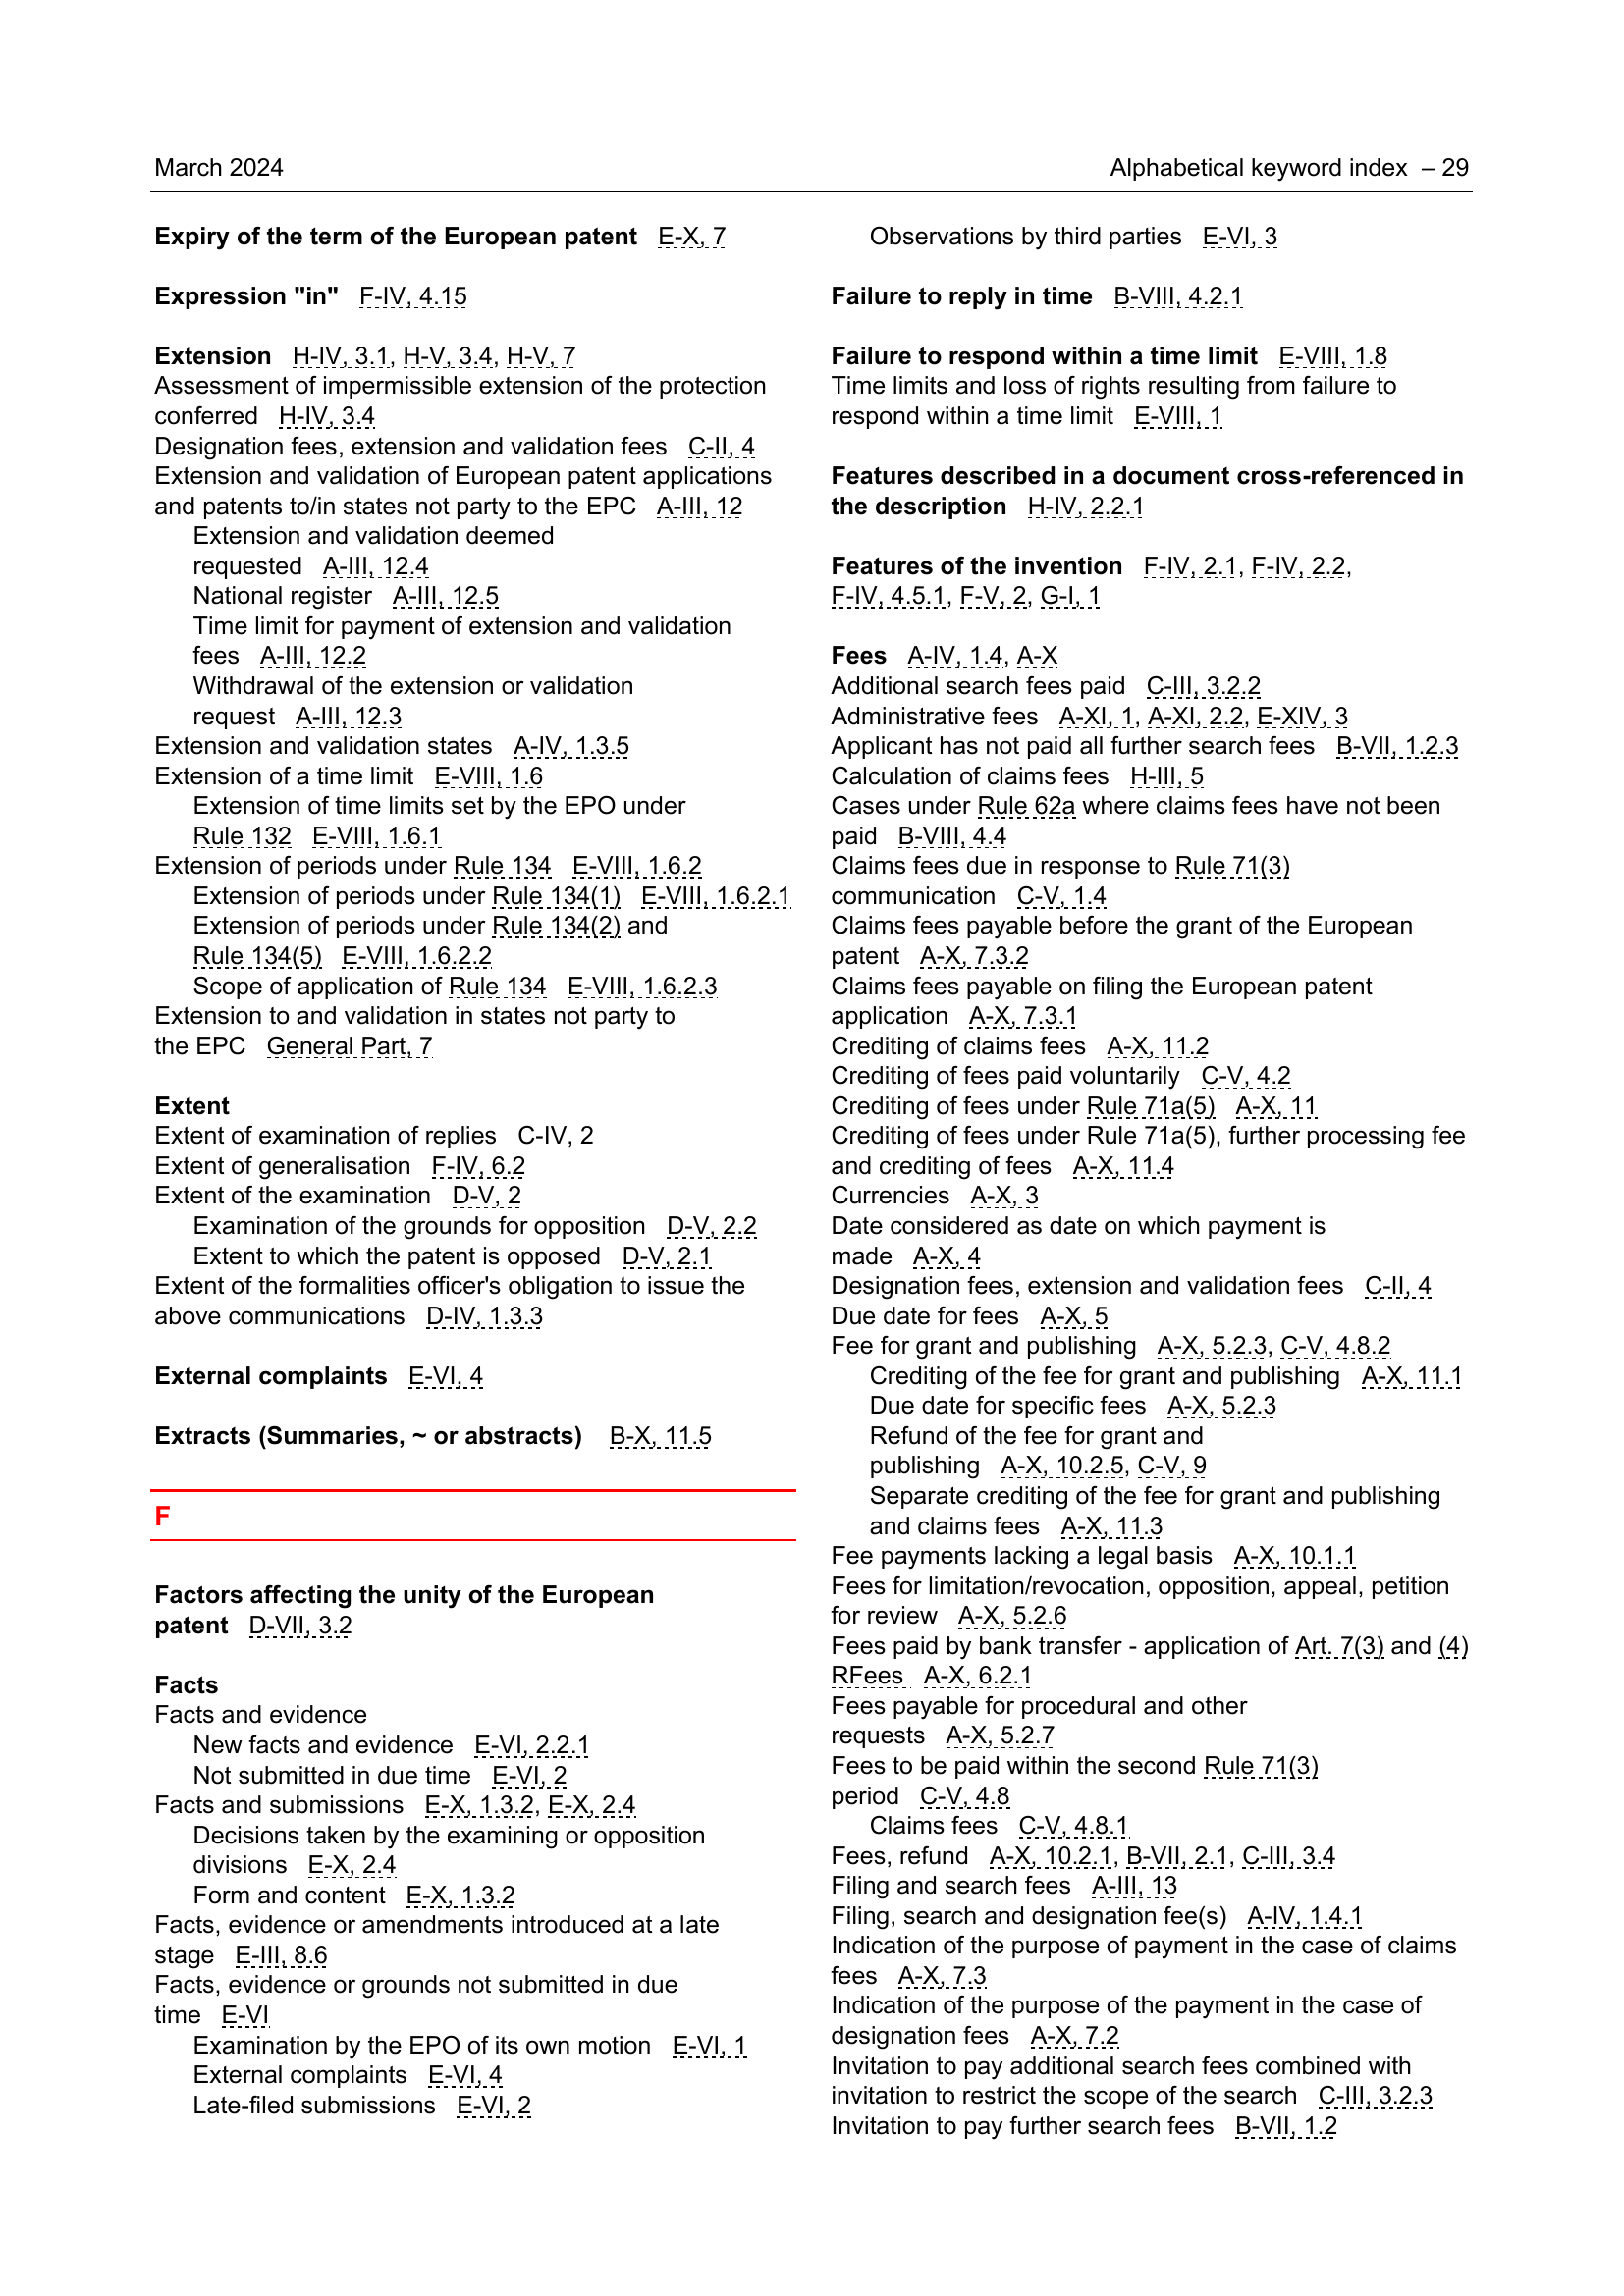 March 2024
Alphabetical keyword index – 29
Expiry of the term of the European patent E-X, 7
Expression "in" F-IV, 4.15
Extension H-IV, 3.1, H-V, 3.4, H-V, 7
Assessment of impermissible extension of the protection
conferred H-IV, 3.4
Designation fees, extension and validation fees C-II, 4
Extension and validation of European patent applications
and patents to/in states not party to the EPC A-III, 12
Extension and validation deemed
requested A-III, 12.4
National register A-III, 12.5
Time limit for payment of extension and validation
fees A-III, 12.2
Withdrawal of the extension or validation
request A-III, 12.3
Extension and validation states A-IV, 1.3.5
Extension of a time limit E-VIII, 1.6
Extension of time limits set by the EPO under
Rule 132 E-VIII, 1.6.1
Extension of periods under Rule 134 E-VIII, 1.6.2
Extension of periods under Rule 134(1) E-VIII, 1.6.2.1
Extension of periods under Rule 134(2) and
Rule 134(5) E-VIII, 1.6.2.2
Scope of application of Rule 134 E-VIII, 1.6.2.3
Extension to and validation in states not party to
the EPC General Part, 7
Extent
Extent of examination of replies C-IV, 2
Extent of generalisation F-IV, 6.2
Extent of the examination D-V, 2
Examination of the grounds for opposition D-V, 2.2
Extent to which the patent is opposed D-V, 2.1
Extent of the formalities officer's obligation to issue the
above communications D-IV, 1.3.3
External complaints E-VI, 4
Extracts (Summaries, ~ or abstracts) B-X, 11.5
F
Factors affecting the unity of the European
patent D-VII, 3.2
Facts
Facts and evidence
New facts and evidence E-VI, 2.2.1
Not submitted in due time E-VI, 2
Facts and submissions E-X, 1.3.2, E-X, 2.4
Decisions taken by the examining or opposition
divisions E-X, 2.4
Form and content E-X, 1.3.2
Facts, evidence or amendments introduced at a late
stage E-III, 8.6
Facts, evidence or grounds not submitted in due
time E-VI
Examination by the EPO of its own motion E-VI, 1
External complaints E-VI, 4
Late-filed submissions E-VI, 2
Observations by third parties E-VI, 3
Failure to reply in time B-VIII, 4.2.1
Failure to respond within a time limit E-VIII, 1.8
Time limits and loss of rights resulting from failure to
respond within a time limit E-VIII, 1
Features described in a document cross-referenced in
the description H-IV, 2.2.1
Features of the invention F-IV, 2.1, F-IV, 2.2,
F-IV, 4.5.1, F-V, 2, G-I, 1
Fees A-IV, 1.4, A-X
Additional search fees paid C-III, 3.2.2
Administrative fees A-XI, 1, A-XI, 2.2, E-XIV, 3
Applicant has not paid all further search fees B-VII, 1.2.3
Calculation of claims fees H-III, 5
Cases under Rule 62a where claims fees have not been
paid B-VIII, 4.4
Claims fees due in response to Rule 71(3)
communication C-V, 1.4
Claims fees payable before the grant of the European
patent A-X, 7.3.2
Claims fees payable on filing the European patent
application A-X, 7.3.1
Crediting of claims fees A-X, 11.2
Crediting of fees paid voluntarily C-V, 4.2
Crediting of fees under Rule 71a(5) A-X, 11
Crediting of fees under Rule 71a(5), further processing fee
and crediting of fees A-X, 11.4
Currencies A-X, 3
Date considered as date on which payment is
made A-X, 4
Designation fees, extension and validation fees C-II, 4
Due date for fees A-X, 5
Fee for grant and publishing A-X, 5.2.3, C-V, 4.8.2
Crediting of the fee for grant and publishing A-X, 11.1
Due date for specific fees A-X, 5.2.3
Refund of the fee for grant and
publishing A-X, 10.2.5, C-V, 9
Separate crediting of the fee for grant and publishing
and claims fees A-X, 11.3
Fee payments lacking a legal basis A-X, 10.1.1
Fees for limitation/revocation, opposition, appeal, petition
for review A-X, 5.2.6
Fees paid by bank transfer - application of Art. 7(3) and (4)
RFees A-X, 6.2.1
Fees payable for procedural and other
requests A-X, 5.2.7
Fees to be paid within the second Rule 71(3)
period C-V, 4.8
Claims fees C-V, 4.8.1
Fees, refund A-X, 10.2.1, B-VII, 2.1, C-III, 3.4
Filing and search fees A-III, 13
Filing, search and designation fee(s) A-IV, 1.4.1
Indication of the purpose of payment in the case of claims
fees A-X, 7.3
Indication of the purpose of the payment in the case of
designation fees A-X, 7.2
Invitation to pay additional search fees combined with
invitation to restrict the scope of the search C-III, 3.2.3
Invitation to pay further search fees B-VII, 1.2